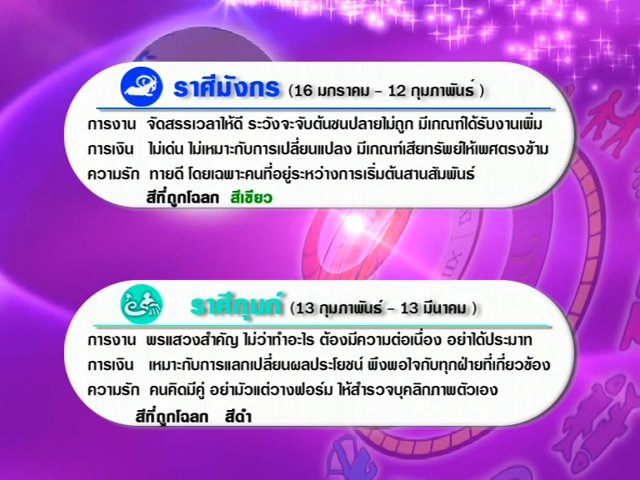 ราศีมังกร (16 มกราคม - 12 กุมภาพันธ์ )
การงาน จัดสรรเวลาให้ดี ระวังจะจับต้นชนปลายไม่ถูก มีเกณฑ์ได้รับงานเพิ่ม
การเงิน ไม่เด่น ไม่เหมาะกับการเปลี่ยนแปลง มีเกณฑ์เสียทรัพย์ให้เพศตรงข้าม
ความรัก ทายดี โดยเฉพาะคนที่อยู่ระหว่างการเริ่มต้นสานสัมพันธ์
สีที่ถูกโฉลก สีเขียว
ราศีกุมภ์ (13 กุมภาพันธ์ - 13 มีนาคม )
การงาน พรแสวงสำคัญ ไม่ว่าทำอะไร ต้องมีความต่อเนื่อง อย่าได้ประมาท
การเงิน เหมาะกับการแลกเปลี่ยนผลประโยชน์ พึงพอใจกับทุกฝ่ายที่เกี่ยวข้อง
ความรัก คนคิดมีคู่ อย่ามัวแต่วางฟอร์ม ให้สำรวจบุคลิกภาพตัวเอง
สีที่ถูกโฉลก สีดำ